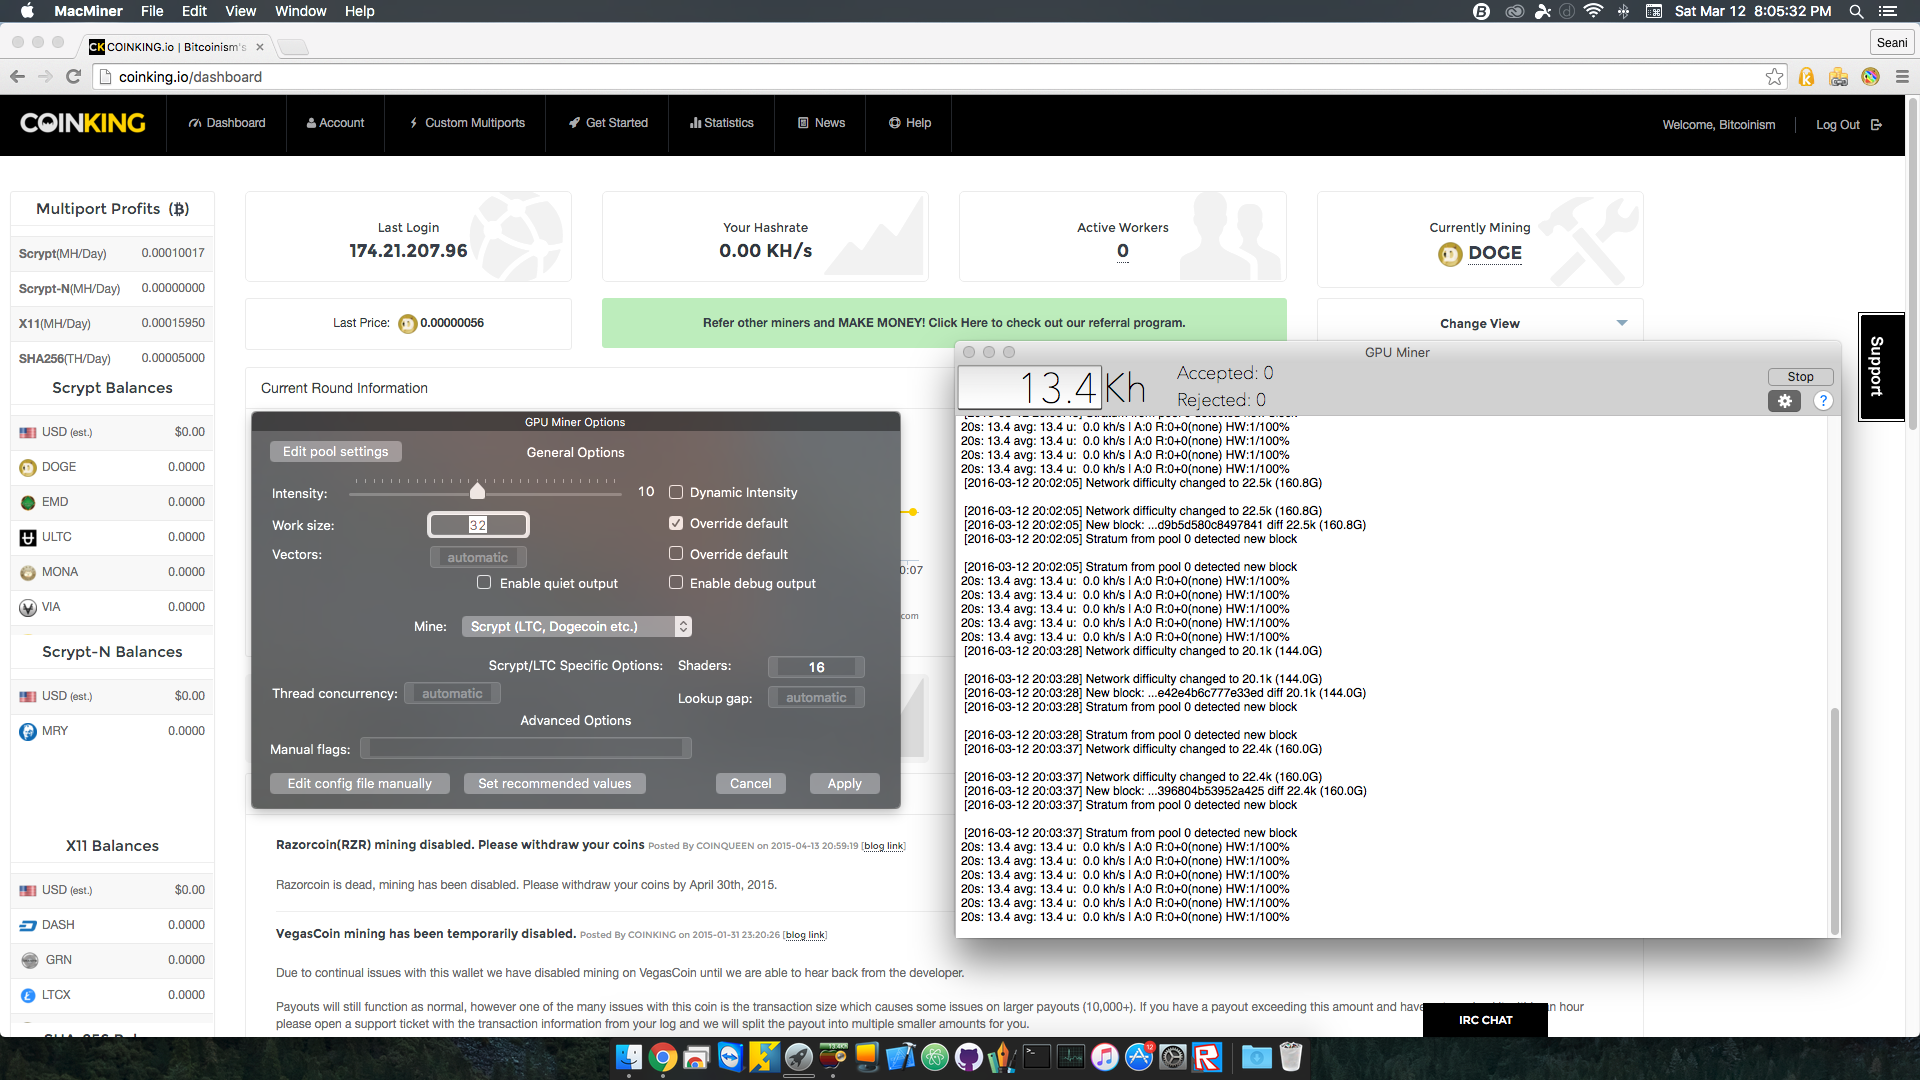 MacMiner File Edit View Window Help
Sat Mar 12 8:05:32 PM
CK COINKING.io | Bitcoinism's
Seani
coinking.io/dashboard
COINKING Dashboard Account Custom Multiports Get Started Statistics News Help
Welcome, Bitcoinism Log Out
Multiport Profits (₿)
Scrypt(MH/Day) 0.00010017
Scrypt-N(MH/Day) 0.00000000
X11(MH/Day) 0.00015950
SHA256(TH/Day) 0.00005000
Scrypt Balances
USD (est.) $0.00
DOGE 0.0000
EMD 0.0000
ULTC 0.0000
MONA 0.0000
VIA 0.0000
Scrypt-N Balances
USD (est.) $0.00
MRY 0.0000
X11 Balances
USD (est.) $0.00
DASH 0.0000
GRN 0.0000
LTCX 0.0000
Last Login
174.21.207.96
Your Hashrate
0.00 KH/s
Active Workers
0
Currently Mining
DOGE
Last Price: 0.00000056
Refer other miners and MAKE MONEY! Click Here to check out our referral program.
Change View
Support
Current Round Information
0:07
com
GPU Miner Options
Edit pool settings
General Options
Intensity: 10 Dynamic Intensity
Work size: 32 Override default
Vectors: automatic Override default
Enable quiet output Enable debug output
Mine: Scrypt (LTC, Dogecoin etc.)
Scrypt/LTC Specific Options: Shaders: 16
Thread concurrency: automatic Lookup gap: automatic
Advanced Options
Manual flags:
Edit config file manually Set recommended values Cancel Apply
GPU Miner
13.4Kh
Accepted: 0
Rejected: 0
Stop
?
20s: 13.4 avg: 13.4 u: 0.0 kh/s | A:0 R:0+0(none) HW:1/100%
20s: 13.4 avg: 13.4 u: 0.0 kh/s | A:0 R:0+0(none) HW:1/100%
20s: 13.4 avg: 13.4 u: 0.0 kh/s | A:0 R:0+0(none) HW:1/100%
20s: 13.4 avg: 13.4 u: 0.0 kh/s | A:0 R:0+0(none) HW:1/100%
[2016-03-12 20:02:05] Network difficulty changed to 22.5k (160.8G)
[2016-03-12 20:02:05] Network difficulty changed to 22.5k (160.8G)
[2016-03-12 20:02:05] New block: ...d9b5d580c8497841 diff 22.5k (160.8G)
[2016-03-12 20:02:05] Stratum from pool 0 detected new block
[2016-03-12 20:02:05] Stratum from pool 0 detected new block
20s: 13.4 avg: 13.4 u: 0.0 kh/s | A:0 R:0+0(none) HW:1/100%
20s: 13.4 avg: 13.4 u: 0.0 kh/s | A:0 R:0+0(none) HW:1/100%
20s: 13.4 avg: 13.4 u: 0.0 kh/s | A:0 R:0+0(none) HW:1/100%
20s: 13.4 avg: 13.4 u: 0.0 kh/s | A:0 R:0+0(none) HW:1/100%
20s: 13.4 avg: 13.4 u: 0.0 kh/s | A:0 R:0+0(none) HW:1/100%
[2016-03-12 20:03:28] Network difficulty changed to 20.1k (144.0G)
[2016-03-12 20:03:28] Network difficulty changed to 20.1k (144.0G)
[2016-03-12 20:03:28] New block: ...e42e4b6c777e33ed diff 20.1k (144.0G)
[2016-03-12 20:03:28] Stratum from pool 0 detected new block
[2016-03-12 20:03:28] Stratum from pool 0 detected new block
[2016-03-12 20:03:37] Network difficulty changed to 22.4k (160.0G)
[2016-03-12 20:03:37] Network difficulty changed to 22.4k (160.0G)
[2016-03-12 20:03:37] New block: ...396804b53952a425 diff 22.4k (160.0G)
[2016-03-12 20:03:37] Stratum from pool 0 detected new block
[2016-03-12 20:03:37] Stratum from pool 0 detected new block
20s: 13.4 avg: 13.4 u: 0.0 kh/s | A:0 R:0+0(none) HW:1/100%
20s: 13.4 avg: 13.4 u: 0.0 kh/s | A:0 R:0+0(none) HW:1/100%
20s: 13.4 avg: 13.4 u: 0.0 kh/s | A:0 R:0+0(none) HW:1/100%
20s: 13.4 avg: 13.4 u: 0.0 kh/s | A:0 R:0+0(none) HW:1/100%
20s: 13.4 avg: 13.4 u: 0.0 kh/s | A:0 R:0+0(none) HW:1/100%
20s: 13.4 avg: 13.4 u: 0.0 kh/s | A:0 R:0+0(none) HW:1/100%
Razorcoin(RZR) mining disabled. Please withdraw your coins Posted By COINQUEEN on 2015-04-13 20:59:19 [blog link]
Razorcoin is dead, mining has been disabled. Please withdraw your coins by April 30th, 2015.
VegasCoin mining has been temporarily disabled. Posted By COINKING on 2015-01-31 23:20:26 [blog link]
Due to continual issues with this wallet we have disabled mining on VegasCoin until we are able to hear back from the developer.
Payouts will still function as normal, however one of the many issues with this coin is the transaction size which causes some issues on larger payouts (10,000+). If you have a payout exceeding this amount and have an hour
please open a support ticket with the transaction information from your log and we will split the payout into multiple smaller amounts for you.
IRC CHAT